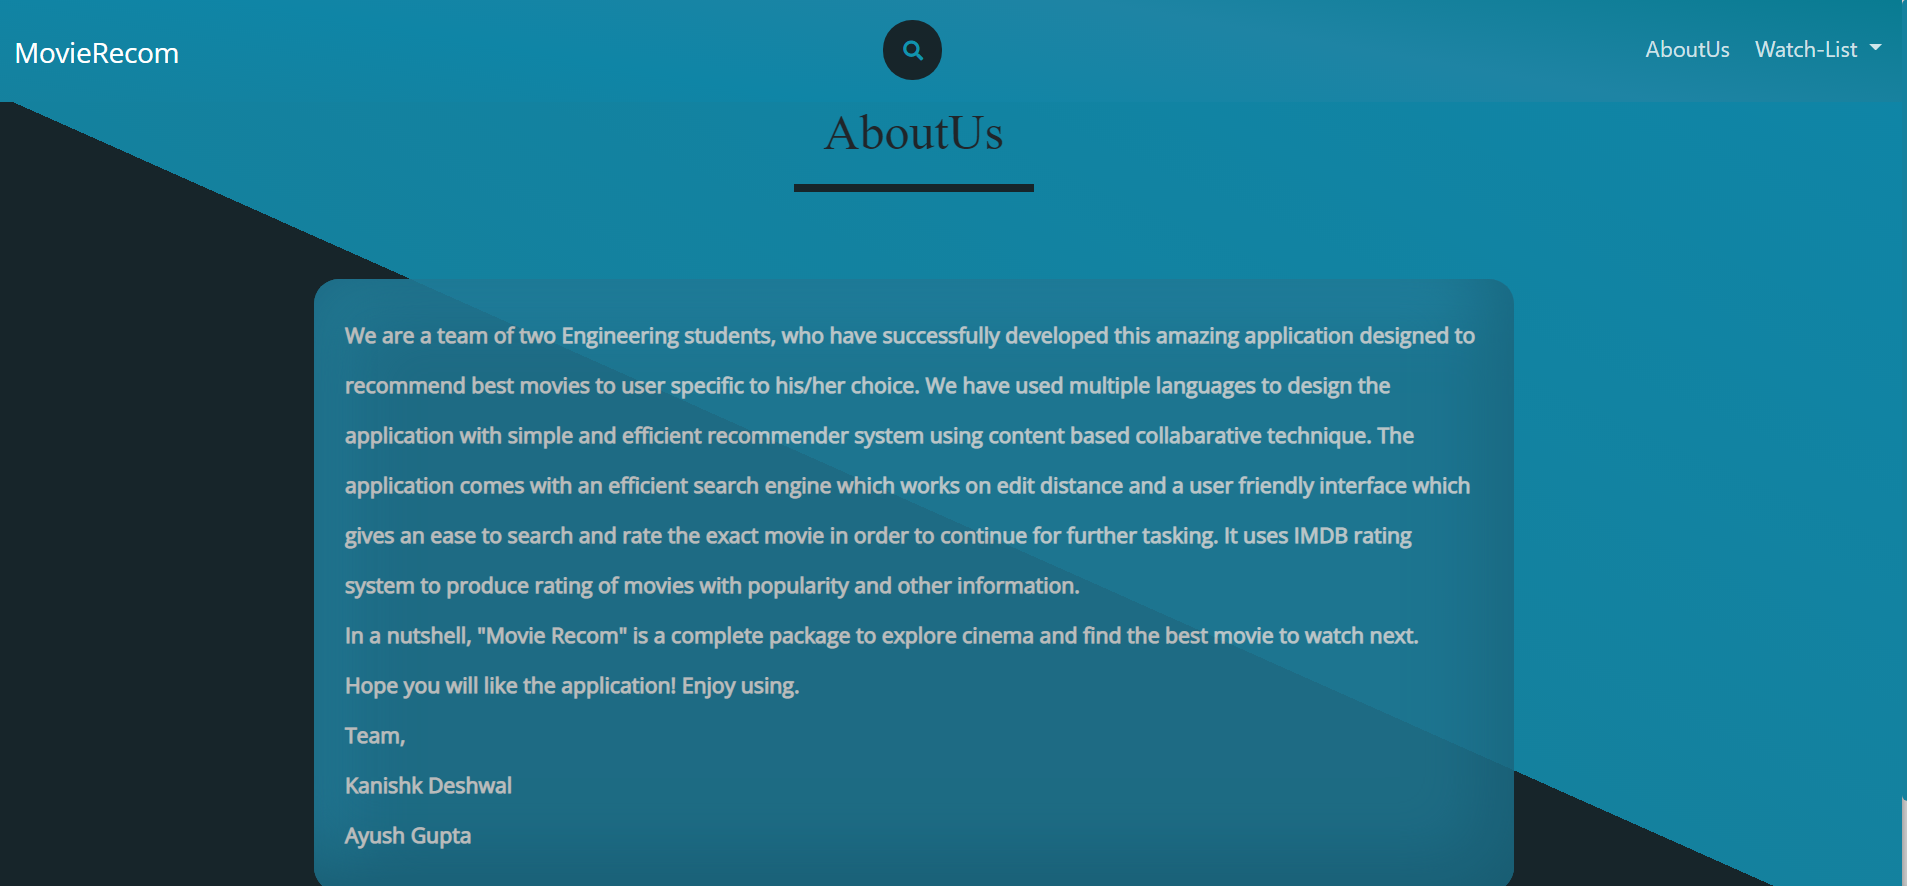 MovieRecom
AboutUs
Watch-List
AboutUs
We are a team of two Engineering students, who have successfully developed this amazing application designed to
recommend best movies to user specific to his/her choice. We have used multiple languages to design the
application with simple and efficient recommender system using content based collabarative technique. The
application comes with an efficient search engine which works on edit distance and a user friendly interface which
gives an ease to search and rate the exact movie in order to continue for further tasking. It uses IMDB rating
system to produce rating of movies with popularity and other information.
In a nutshell, "Movie Recom" is a complete package to explore cinema and find the best movie to watch next.
Hope you will like the application! Enjoy using.
Team,
Kanishk Deshwal
Ayush Gupta